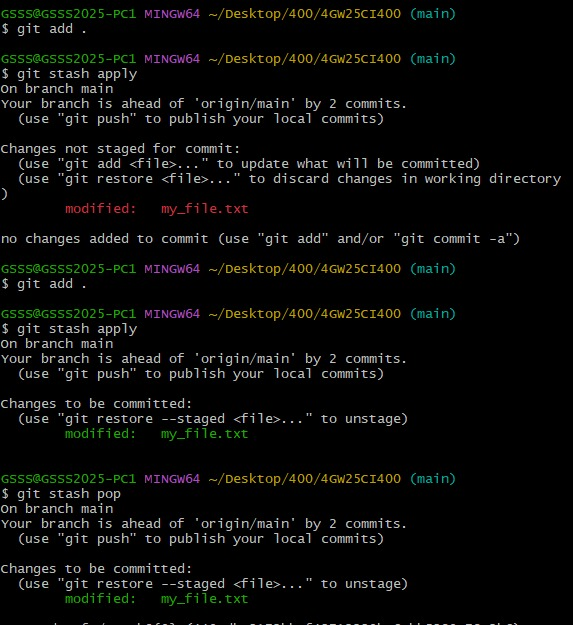 GSSS@GSSS2025-PC1 MINGW64 ~/Desktop/400/4GW25CI400 (main)
$ git add .

GSSS@GSSS2025-PC1 MINGW64 ~/Desktop/400/4GW25CI400 (main)
$ git stash apply
On branch main
Your branch is ahead of 'origin/main' by 2 commits.
  (use "git push" to publish your local commits)

Changes not staged for commit:
  (use "git add <file>..." to update what will be committed)
  (use "git restore <file>..." to discard changes in working directory
)
        modified:   my_file.txt

no changes added to commit (use "git add" and/or "git commit -a")

GSSS@GSSS2025-PC1 MINGW64 ~/Desktop/400/4GW25CI400 (main)
$ git add .

GSSS@GSSS2025-PC1 MINGW64 ~/Desktop/400/4GW25CI400 (main)
$ git stash apply
On branch main
Your branch is ahead of 'origin/main' by 2 commits.
  (use "git push" to publish your local commits)

Changes to be committed:
  (use "git restore --staged <file>..." to unstage)
        modified:   my_file.txt

GSSS@GSSS2025-PC1 MINGW64 ~/Desktop/400/4GW25CI400 (main)
$ git stash pop
On branch main
Your branch is ahead of 'origin/main' by 2 commits.
  (use "git push" to publish your local commits)

Changes to be committed:
  (use "git restore --staged <file>..." to unstage)
        modified:   my_file.txt